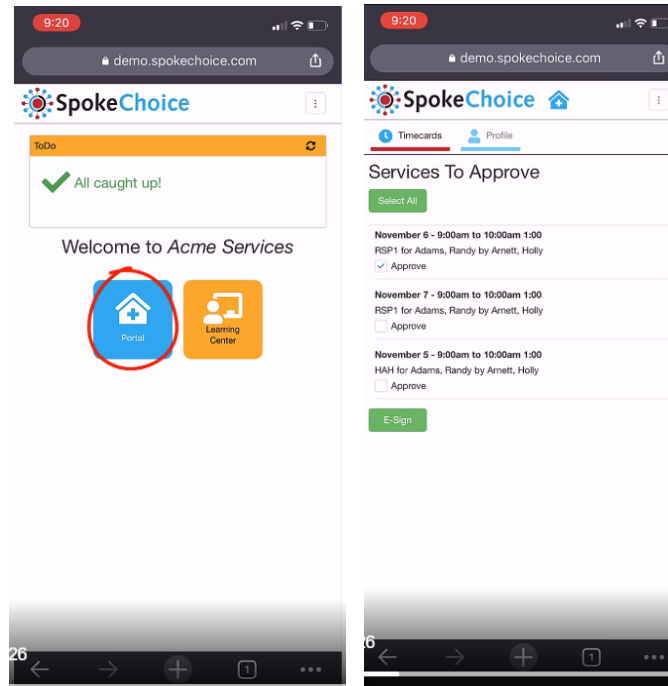 9:20
demo.spokechoice.com
SpokeChoice
ToDo
All caught up!
Welcome to Acme Services
Portal
Learning
Center
26
1
9:20
demo.spokechoice.com
SpokeChoice
Timecards
Profile
Services To Approve
Select All
November 6 - 9:00am to 10:00am 1:00
RSP1 for Adams, Randy by Arnett, Holly
Approve
November 7 - 9:00am to 10:00am 1:00
RSP1 for Adams, Randy by Arnett, Holly
Approve
November 5 - 9:00am to 10:00am 1:00
HAH for Adams, Randy by Arnett, Holly
Approve
E-Sign
6
1